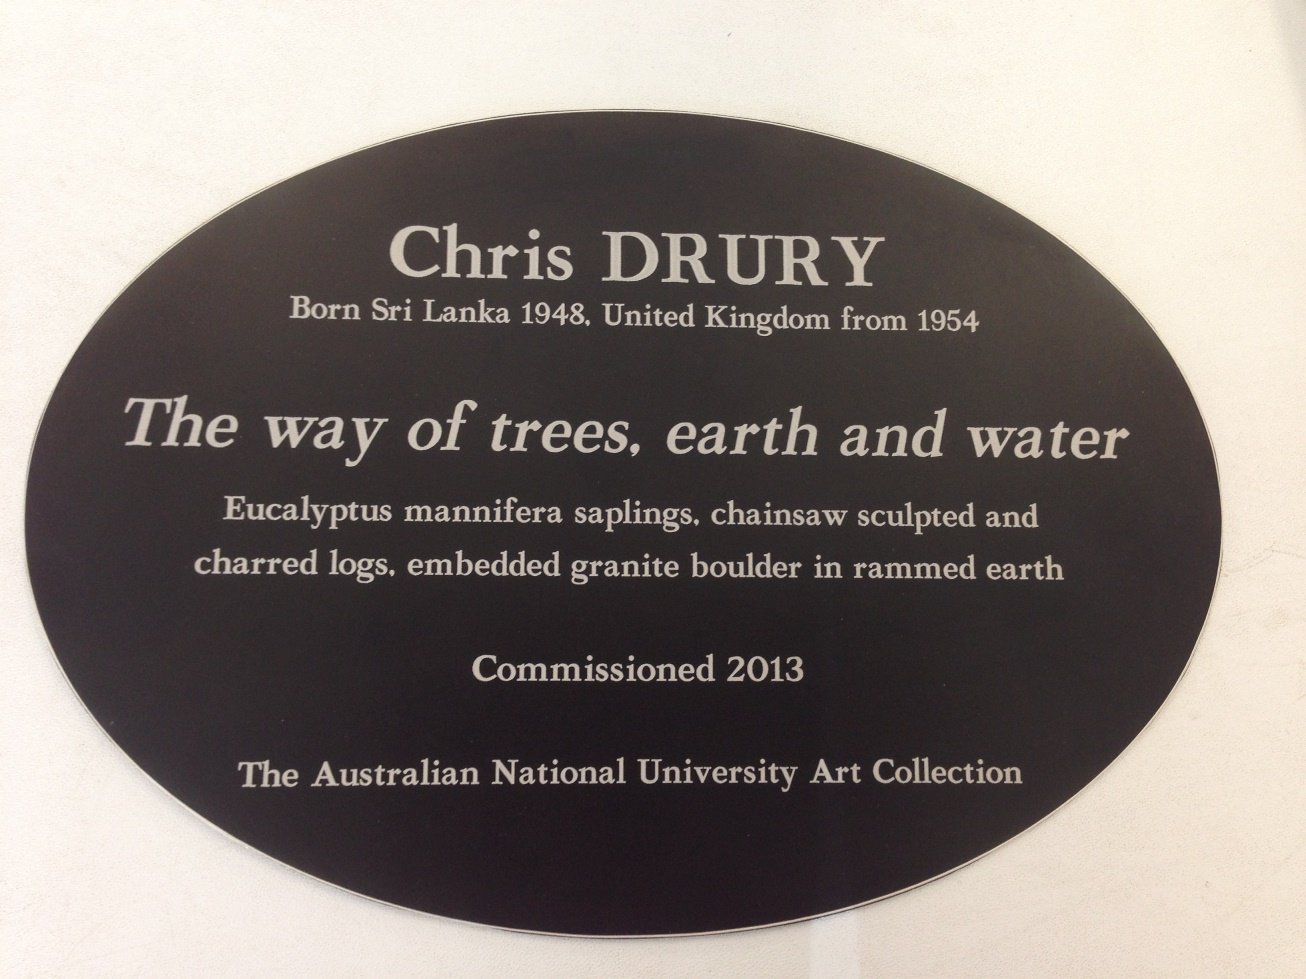 Chris DRURY
Born Sri Lanka 1948, United Kingdom from 1954
The way of trees, earth and water
Eucalyptus mannifera saplings, chainsaw sculpted and
charred logs, embedded granite boulder in rammed earth
Commissioned 2013
The Australian National University Art Collection